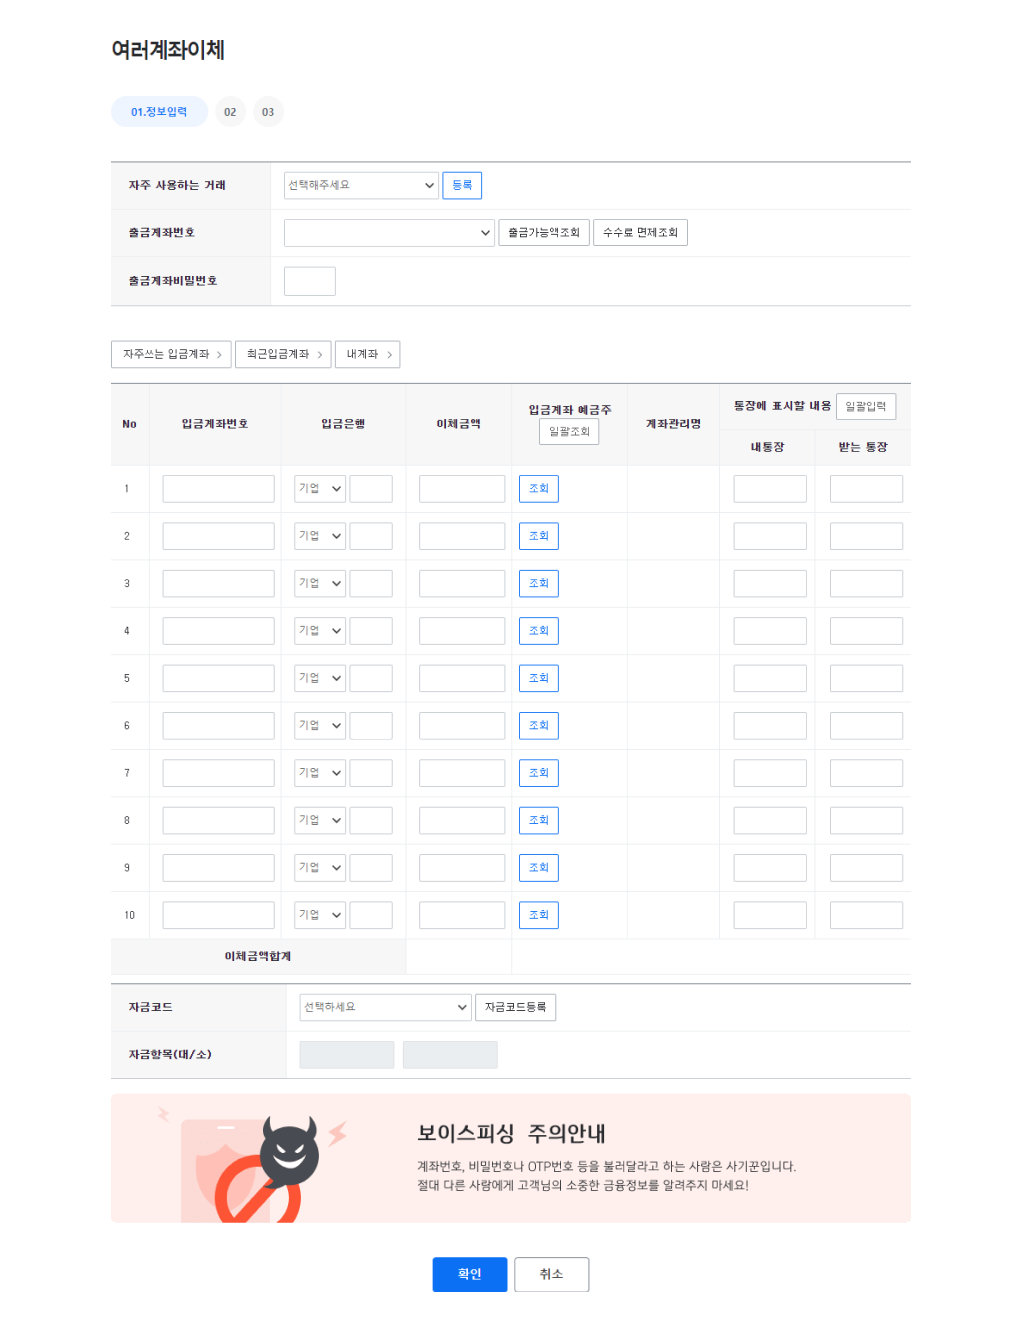 여러계좌이체
01.정보입력 02 03
자주 사용하는 거래 선택해주세요 등록
출금계좌번호 출금가능액조회 수수료 면제조회
출금계좌비밀번호
자주쓰는 입금계좌 > 최근입금계좌 > 내계좌 >
No 입금계좌번호 입금은행 이체금액 입금계좌 예금주 일괄조회 계좌관리명 통장에 표시할 내용 일괄입력
내통장 받는 통장
1 기업 조회
2 기업 조회
3 기업 조회
4 기업 조회
5 기업 조회
6 기업 조회
7 기업 조회
8 기업 조회
9 기업 조회
10 기업 조회
이체금액합계
자금코드 선택하세요 자금코드등록
자금항목(대/소)
보이스피싱 주의안내
계좌번호, 비밀번호나 OTP번호 등을 불러달라고 하는 사람은 사기꾼입니다.
절대 다른 사람에게 고객님의 소중한 금융정보를 알려주지 마세요!
확인 취소